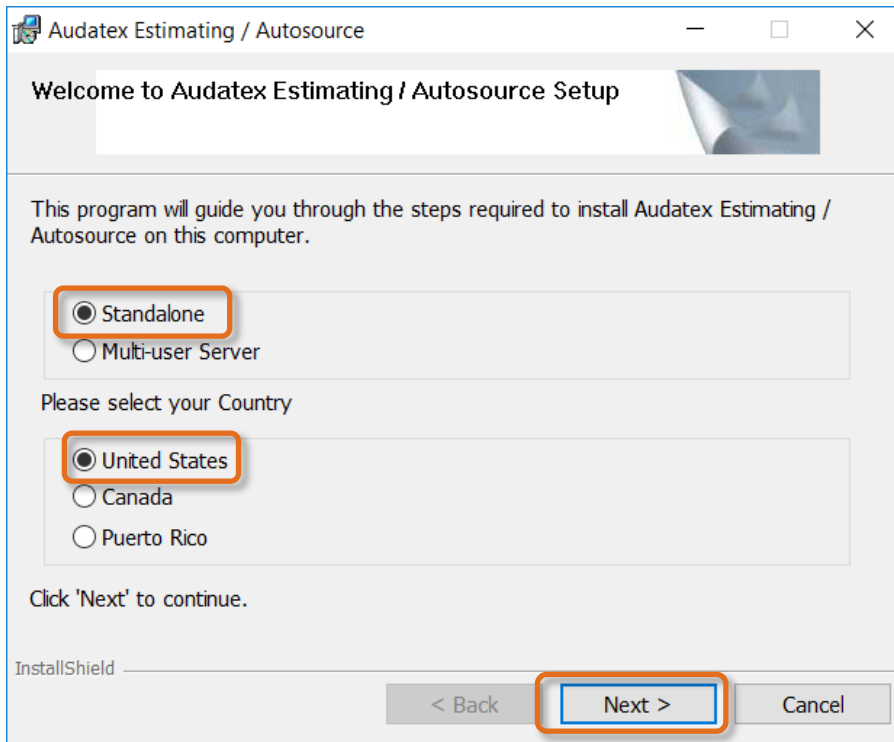 Audatex Estimating / Autosource
Welcome to Audatex Estimating / Autosource Setup
This program will guide you through the steps required to install Audatex Estimating /
Autosource on this computer.
Standalone
Multi-user Server
Please select your Country
United States
Canada
Puerto Rico
Click 'Next' to continue.
InstallShield
< Back Next > Cancel